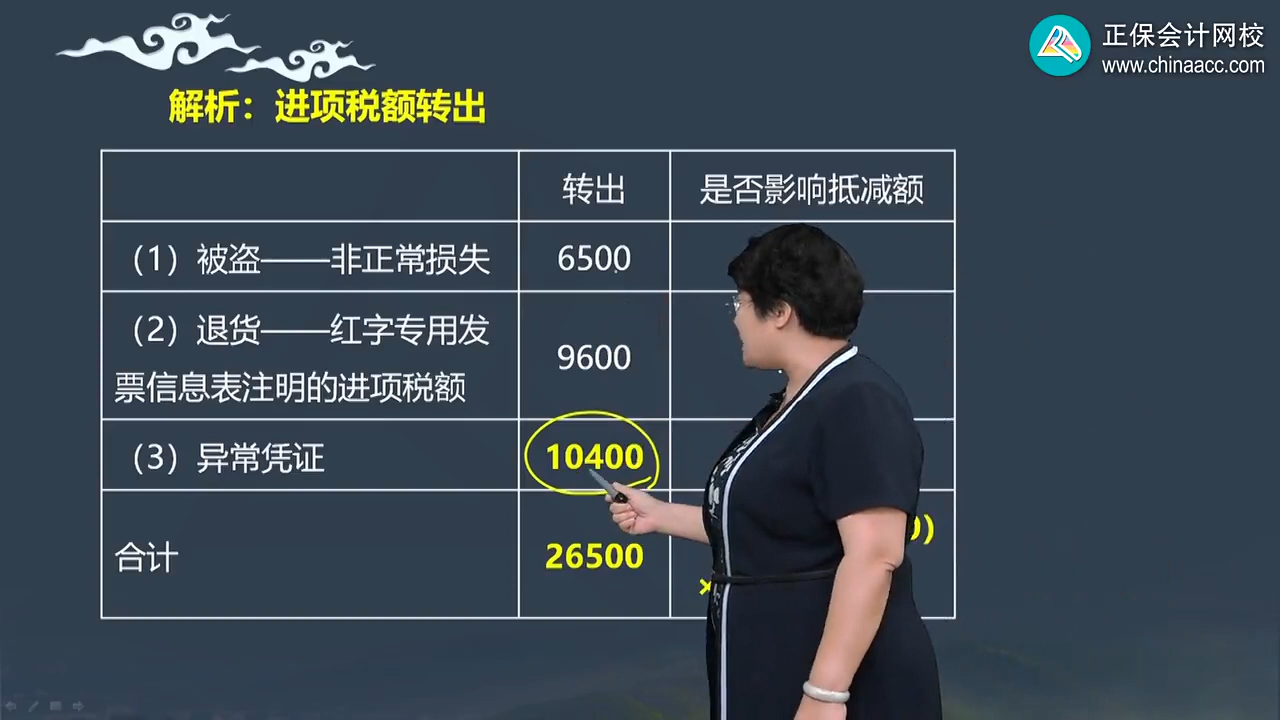 正保会计网校
www.chinaacc.com
解析：进项税额转出
转出
是否影响抵减额
（1）被盗——非正常损失
6500
（2）退货——红字专用发
票信息表注明的进项税额
9600
（3）异常凭证
10400
合计
26500
)
×